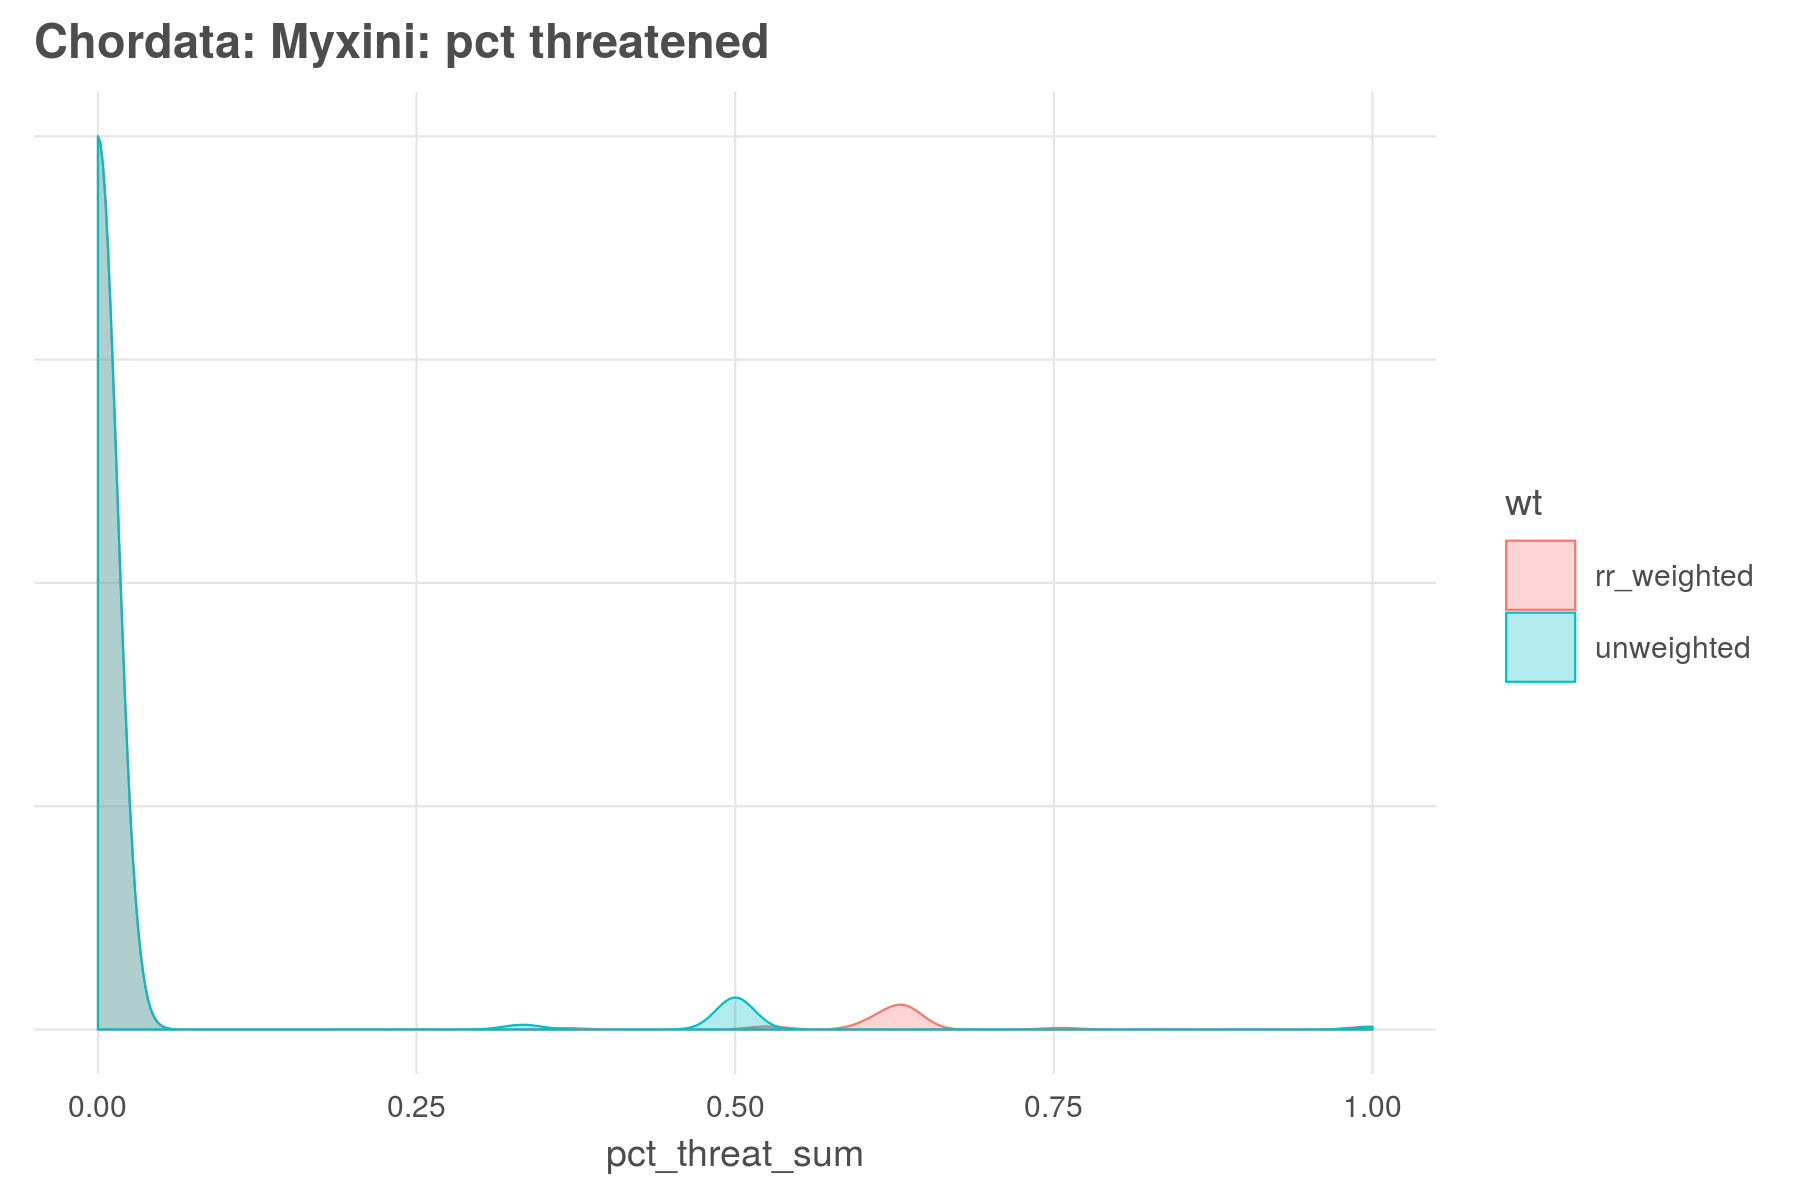 Chordata: Myxini: pct threatened
wt
rr_weighted
unweighted
0.00 0.25 0.50 0.75 1.00
pct_threat_sum